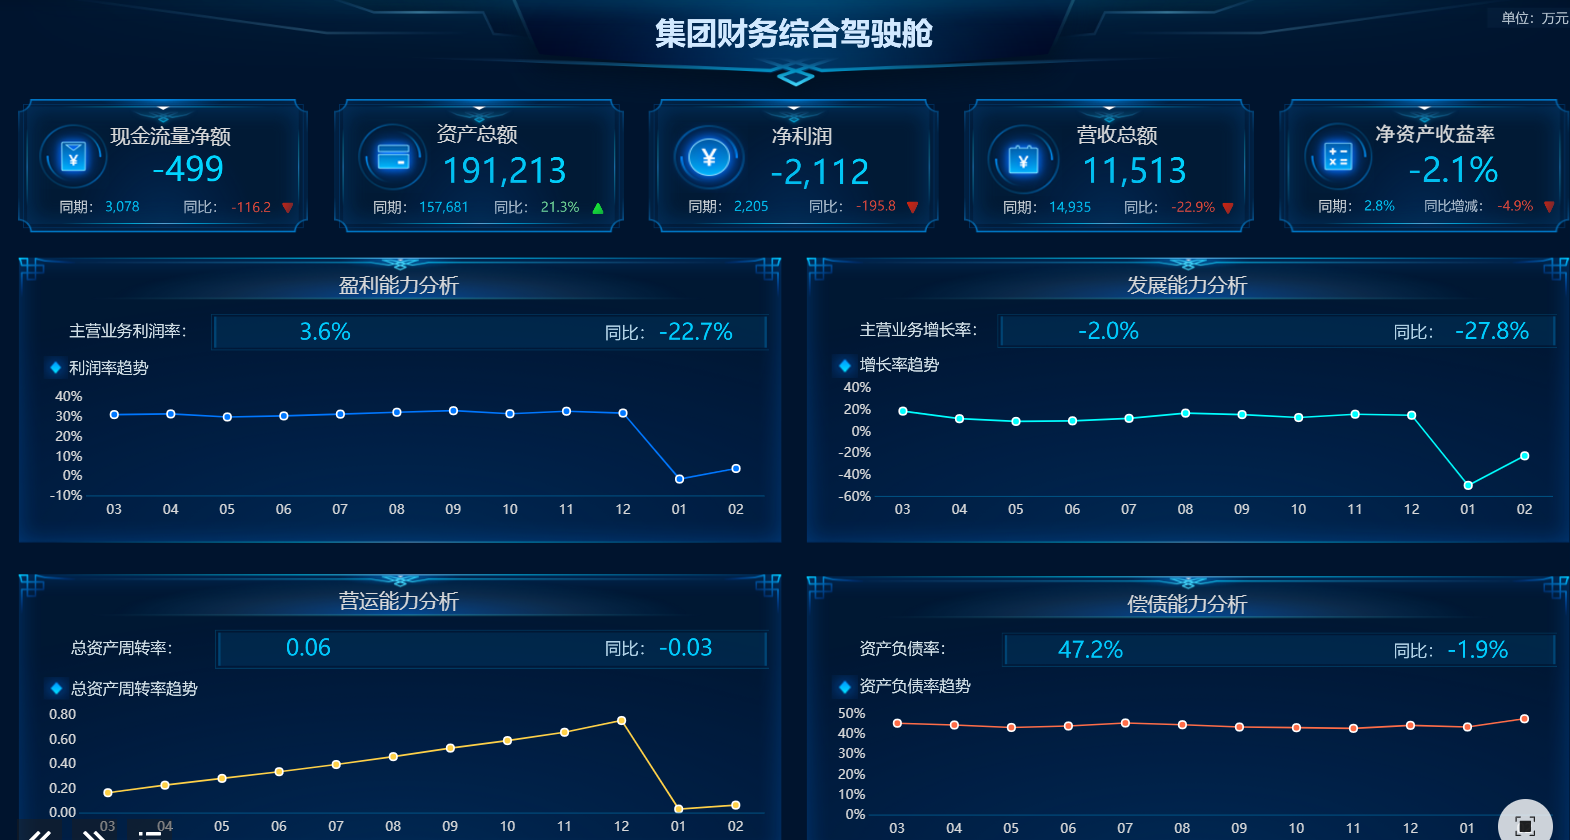 集团财务综合驾驶舱
单位：万元
现金流量净额
-499
同期： 3,078 同比： -116.2
资产总额
191,213
同期： 157,681 同比： 21.3%
净利润
-2,112
同期： 2,205 同比： -195.8
营收总额
11,513
同期： 14,935 同比： -22.9%
净资产收益率
-2.1%
同期： 2.8% 同比增减： -4.9%
盈利能力分析
主营业务利润率： 3.6% 同比： -22.7%
利润率趋势
40%
30%
20%
10%
0%
-10%
03 04 05 06 07 08 09 10 11 12 01 02
发展能力分析
主营业务增长率： -2.0% 同比： -27.8%
增长率趋势
40%
20%
0%
-20%
-40%
-60%
03 04 05 06 07 08 09 10 11 12 01 02
营运能力分析
总资产周转率： 0.06 同比： -0.03
总资产周转率趋势
0.80
0.60
0.40
0.20
0.00
03 04 05 06 07 08 09 10 11 12 01 02
偿债能力分析
资产负债率： 47.2% 同比： -1.9%
资产负债率趋势
50%
40%
30%
20%
10%
0%
03 04 05 06 07 08 09 10 11 12 01